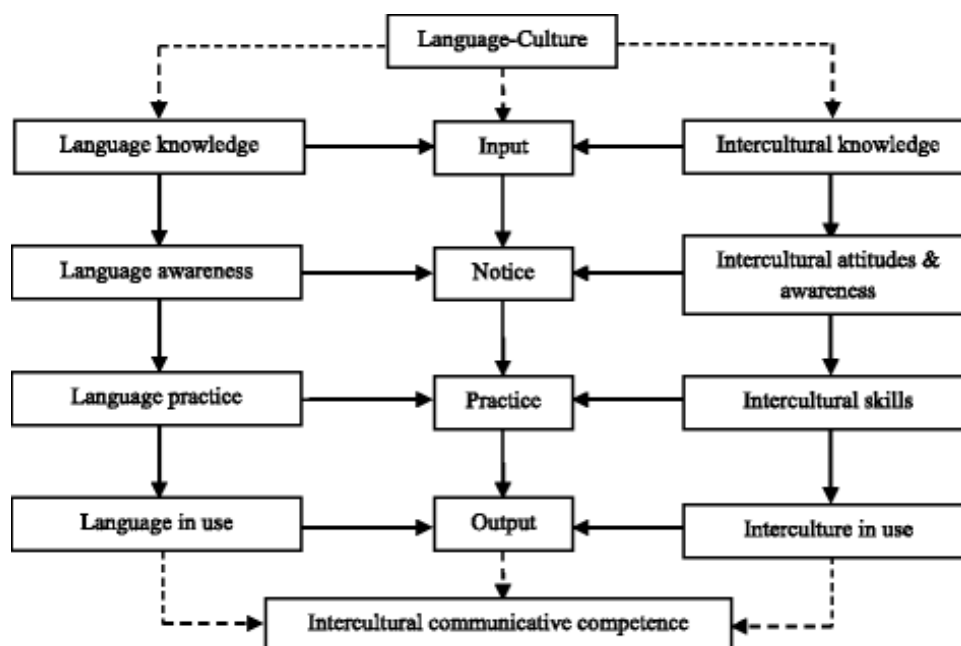 Language-Culture
Language knowledge
Input
Intercultural knowledge
Language awareness
Notice
Intercultural attitudes &
awareness
Language practice
Practice
Intercultural skills
Language in use
Output
Interculture in use
Intercultural communicative competence